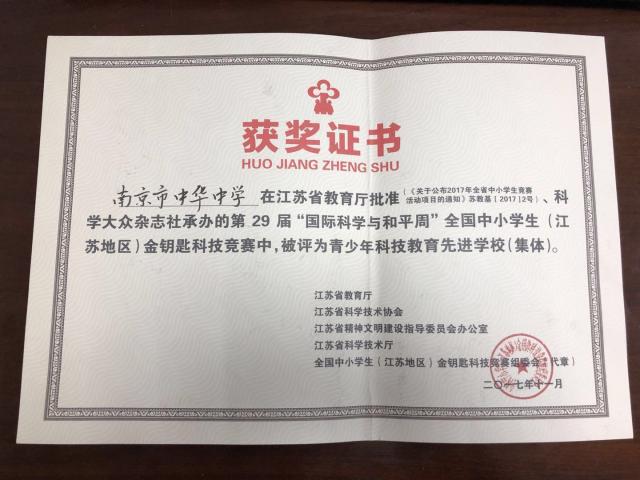 获奖证书
HUO JIANG ZHENG SHU
南京市中华中学 在江苏省教育厅批准（《关于公布2017年全省中小学生竞赛活动项目的通知》苏教基〔2017〕2号）、科
学大众杂志社承办的第 29 届“国际科学与和平周”全国中小学生（江
苏地区）金钥匙科技竞赛中，被评为青少年科技教育先进学校（集体）。
江苏省教育厅
江苏省科学技术协会
江苏省精神文明建设指导委员会办公室
江苏省科学技术厅
全国中小学生（江苏地区）金钥匙科技竞赛组委会（代章）
二〇一七年十一月